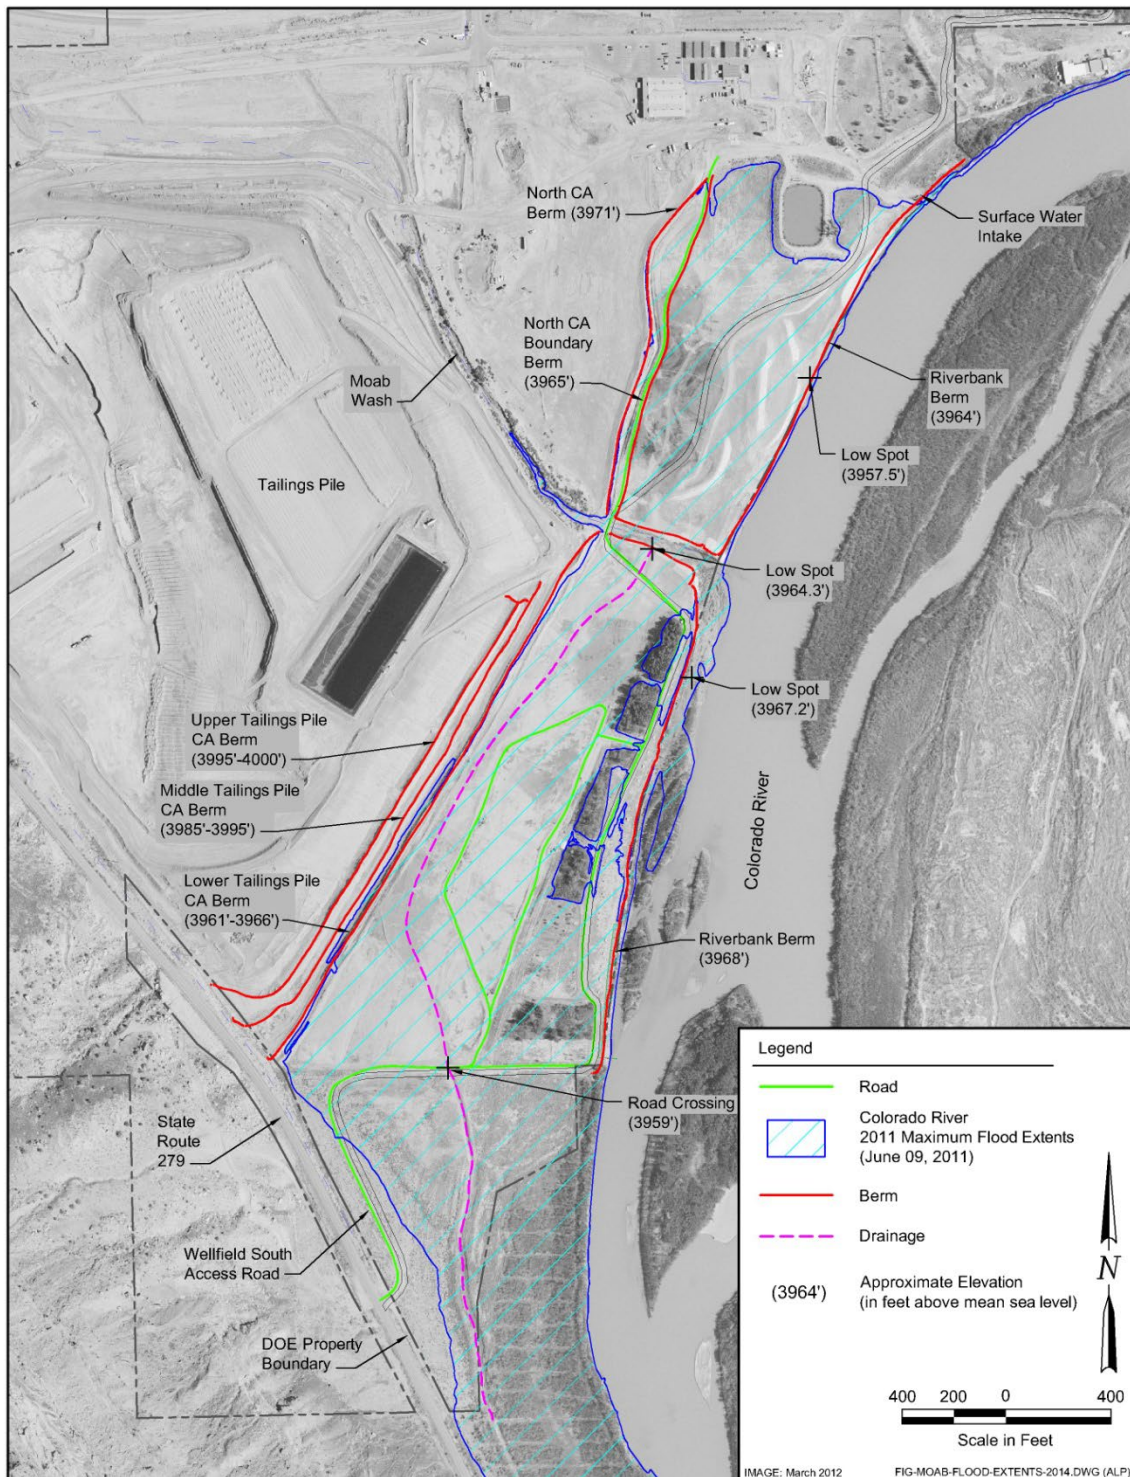 North CA
Berm (3971')
Surface Water
Intake
North CA
Boundary
Berm
(3965')
Moab
Wash
Riverbank
Berm
(3964')
Low Spot
(3957.5')
Tailings Pile
Low Spot
(3964.3')
Low Spot
(3967.2')
Upper Tailings Pile
CA Berm
(3995'-4000')
Middle Tailings Pile
CA Berm
(3985'-3995')
Colorado River
Lower Tailings Pile
CA Berm
(3961'-3966')
Riverbank Berm
(3968')
Road Crossing
(3959')
State
Route
279
Wellfield South
Access Road
DOE Property
Boundary
Legend
Road
Colorado River
2011 Maximum Flood Extents
(June 09, 2011)
Berm
Drainage
(3964')
Approximate Elevation
(in feet above mean sea level)
N
400 200 0 400
Scale in Feet
IMAGE: March 2012 FIG-MOAB-FLOOD-EXTENTS-2014.DWG (ALP)